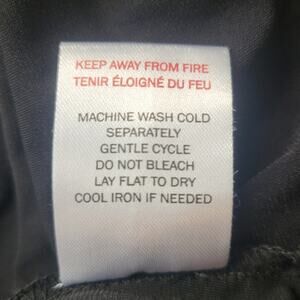 KEEP AWAY FROM FIRE
TENIR ÉLOIGNÉ DU FEU
MACHINE WASH COLD
SEPARATELY
GENTLE CYCLE
DO NOT BLEACH
LAY FLAT TO DRY
COOL IRON IF NEEDED